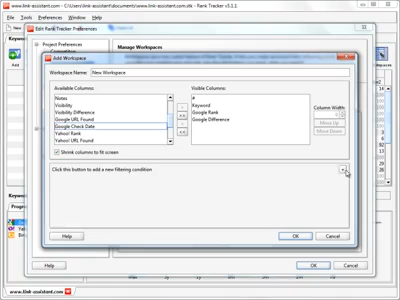 www.link-assistant.com: C:\link-assistant\documents\www.link-assistant.com.stk - Rank Tracker v5.1.1.
File Tools Preferences Window Help
New
Edit Rank Tracker Preferences
Project Preferences
Manage Workspaces
Add
Add Workspace
Workspace Name: New Workspace
Available Columns:
Visible Columns:
Notes
Visibility
Visibility Difference
Google URL Found
Google Check Date
Yahoo! Rank
Yahoo! URL Found
#
Keyword
Google Rank
Google Difference
Column Width:
Move Up
Move Down
Shrink columns to fit screen
Click this button to add a new filtering condition
Help
OK
Cancel
Help
OK
Cancel
www.link-assistant.com